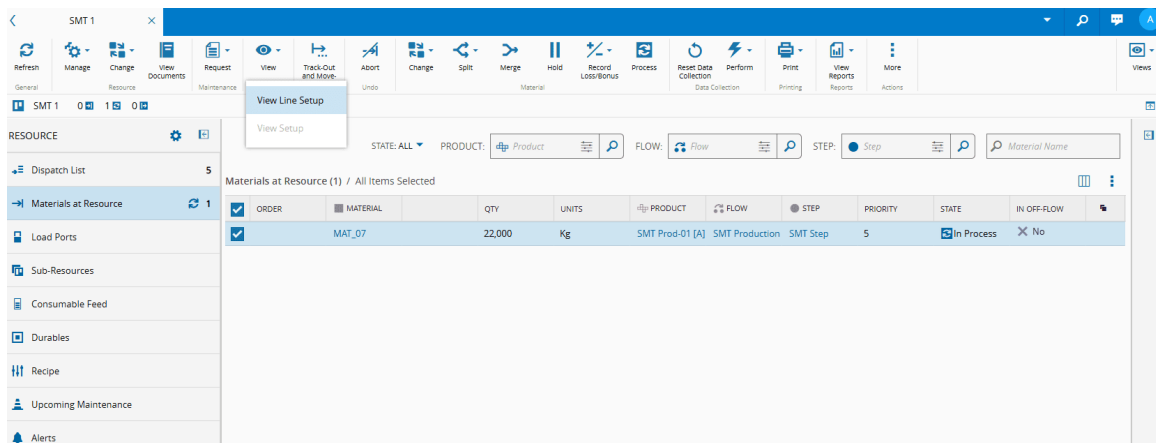 SMT 1
A
Refresh
Manage
Change
View Documents
Request
View
Track-Out and Move-
Abort
Change
Split
Merge
Hold
Record Loss/Bonus
Process
Reset Data Collection
Perform
Print
View Reports
More
Views
General
Resource
Maintenance
Undo
Material
Data Collection
Printing
Reports
Actions
SMT 1 0 1 0
View Line Setup
View Setup
RESOURCE
STATE: ALL PRODUCT: Product FLOW: Flow STEP: Step Material Name
Dispatch List 5
Materials at Resource (1) / All Items Selected
Materials at Resource 1
ORDER MATERIAL QTY UNITS PRODUCT FLOW STEP PRIORITY STATE IN OFF-FLOW
MAT_07 22,000 Kg SMT Prod-01 [A] SMT Production SMT Step 5 In Process No
Load Ports
Sub-Resources
Consumable Feed
Durables
Recipe
Upcoming Maintenance
Alerts